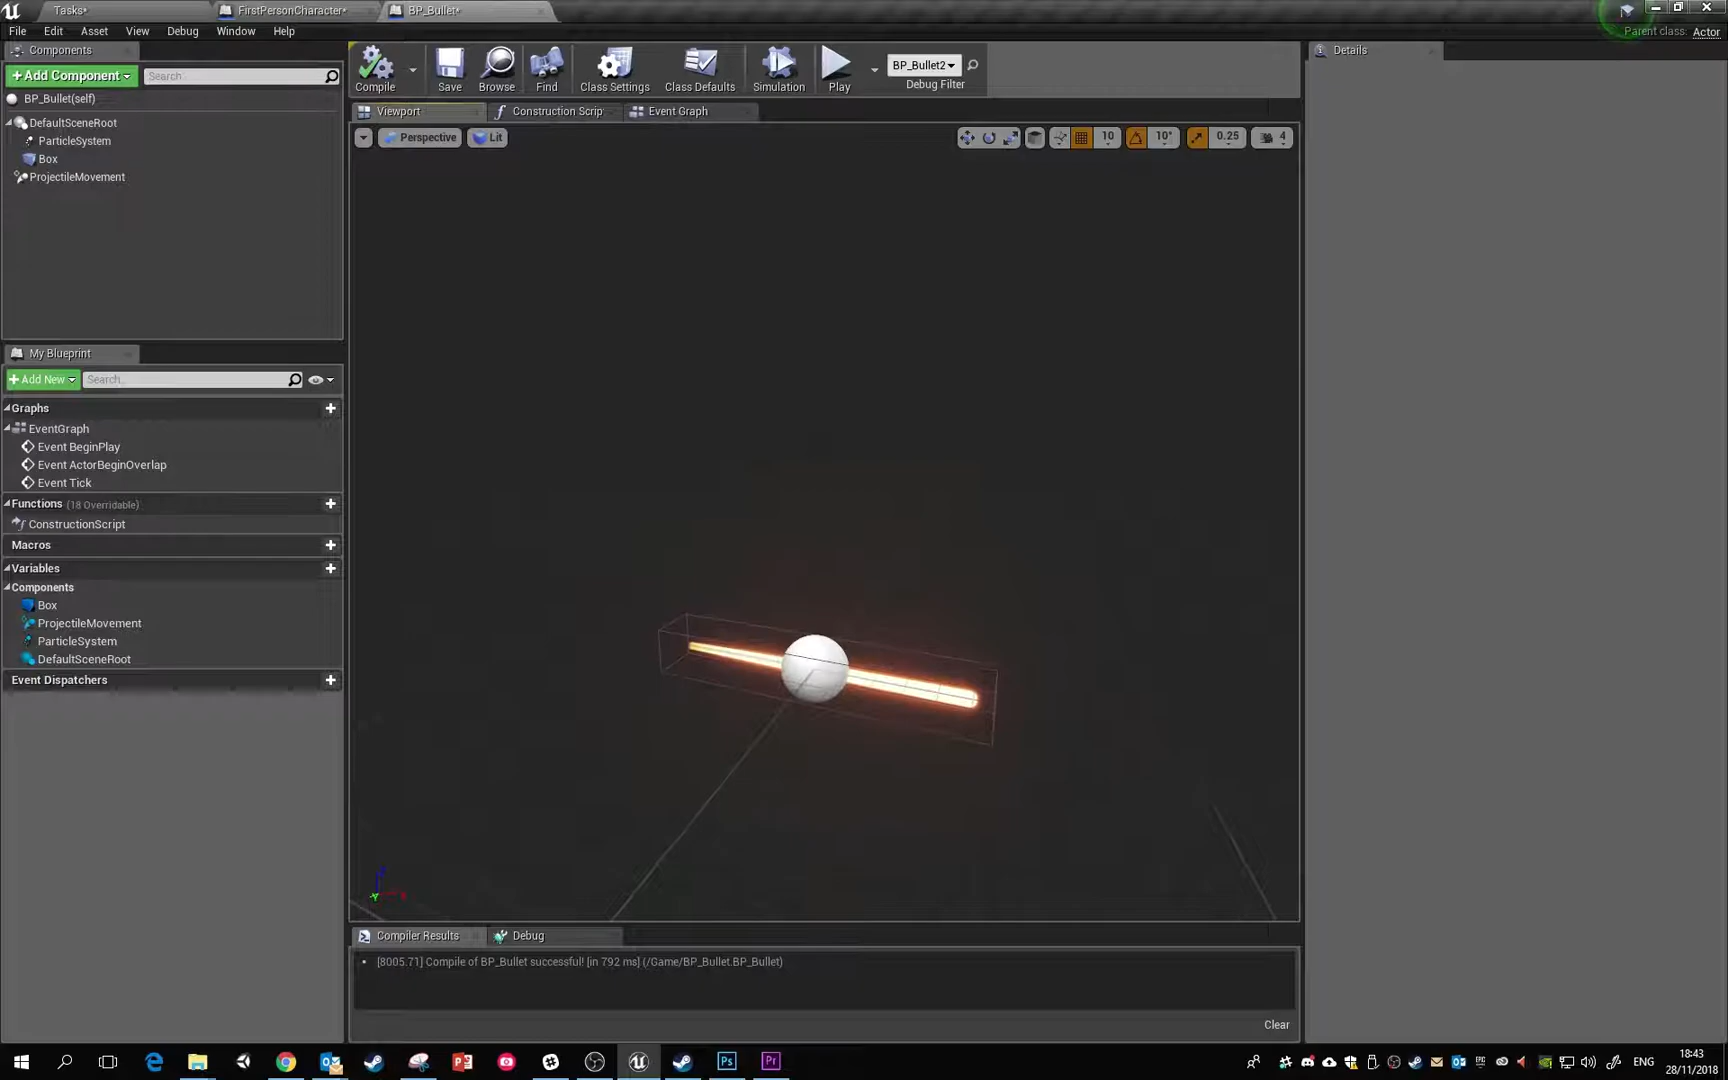 Tasks*
FirstPersonCharacter*
BP_Bullet*
File Edit Asset View Debug Window Help
Parent class: Actor
Components
+Add Component
Search
BP_Bullet(self)
DefaultSceneRoot
ParticleSystem
Box
ProjectileMovement
Compile
Save
Browse
Find
Class Settings
Class Defaults
Simulation
Play
BP_Bullet2
Debug Filter
Details
Viewport
Construction Scrip
Event Graph
Perspective
Lit
10
10°
0.25
4
My Blueprint
+Add New
Search
Graphs
EventGraph
Event BeginPlay
Event ActorBeginOverlap
Event Tick
Functions (18 Overridable)
ConstructionScript
Macros
Variables
Components
Box
ProjectileMovement
ParticleSystem
DefaultSceneRoot
Event Dispatchers
Compiler Results
Debug
[8005.71] Compile of BP_Bullet successful! [in 792 ms] (/Game/BP_Bullet.BP_Bullet)
Clear
Ps
Pr
ENG
18:43
28/11/2018